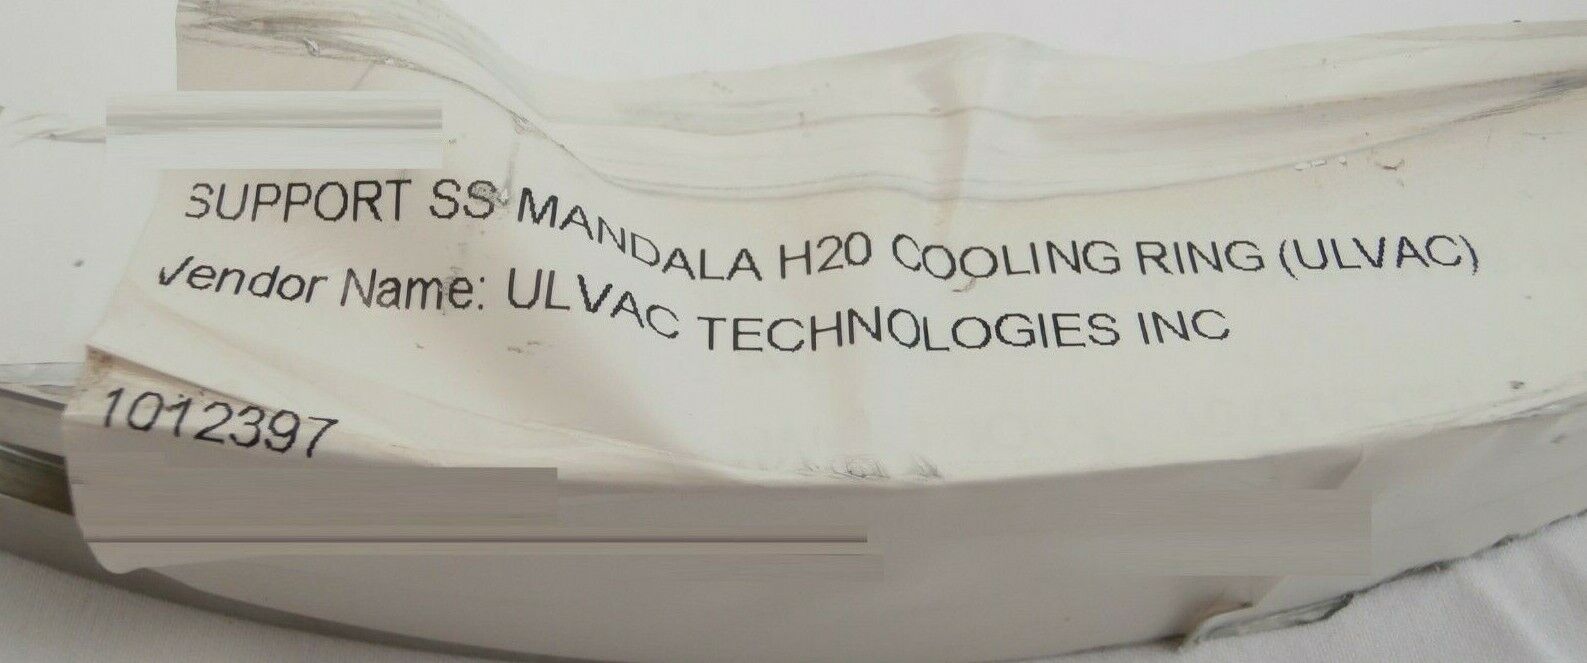 SUPPORT SS MANDALA H20 COOLING RING (ULVAC)
Vendor Name: ULVAC TECHNOLOGIES INC
1012397